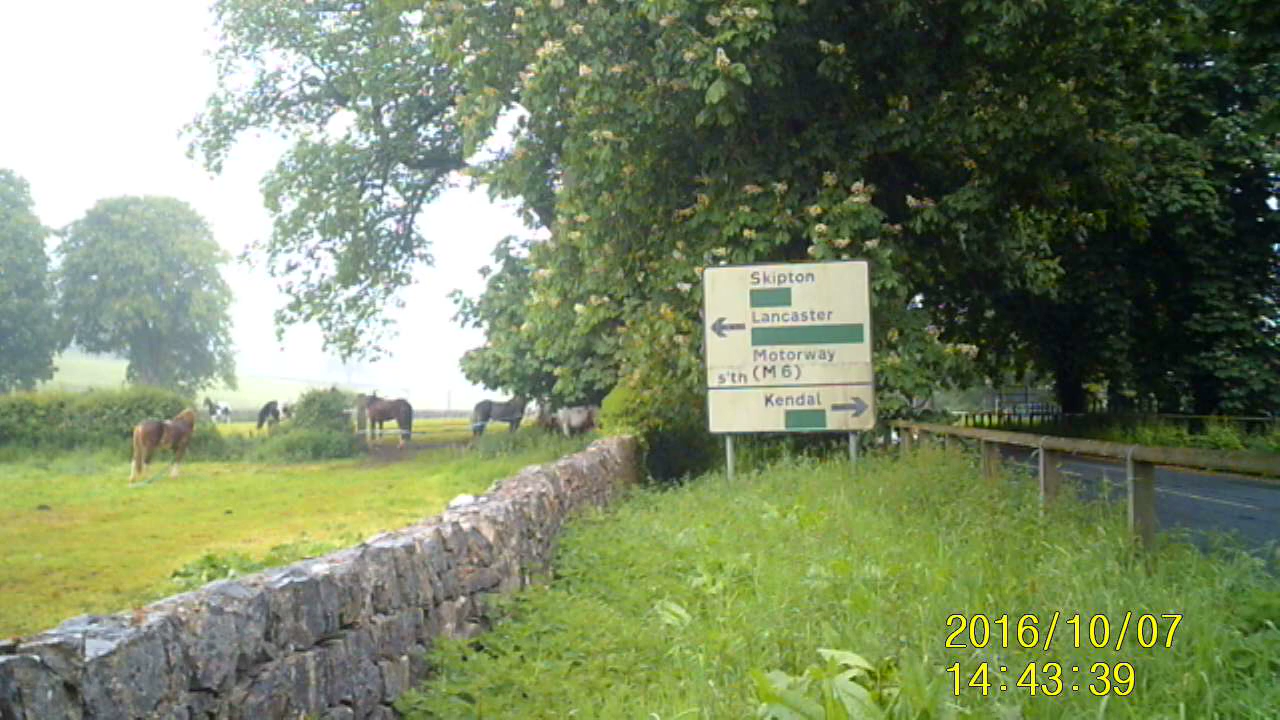 Skipton
Lancaster
Motorway
s'th (M 6)
Kendal
2016/10/07
14:43:39